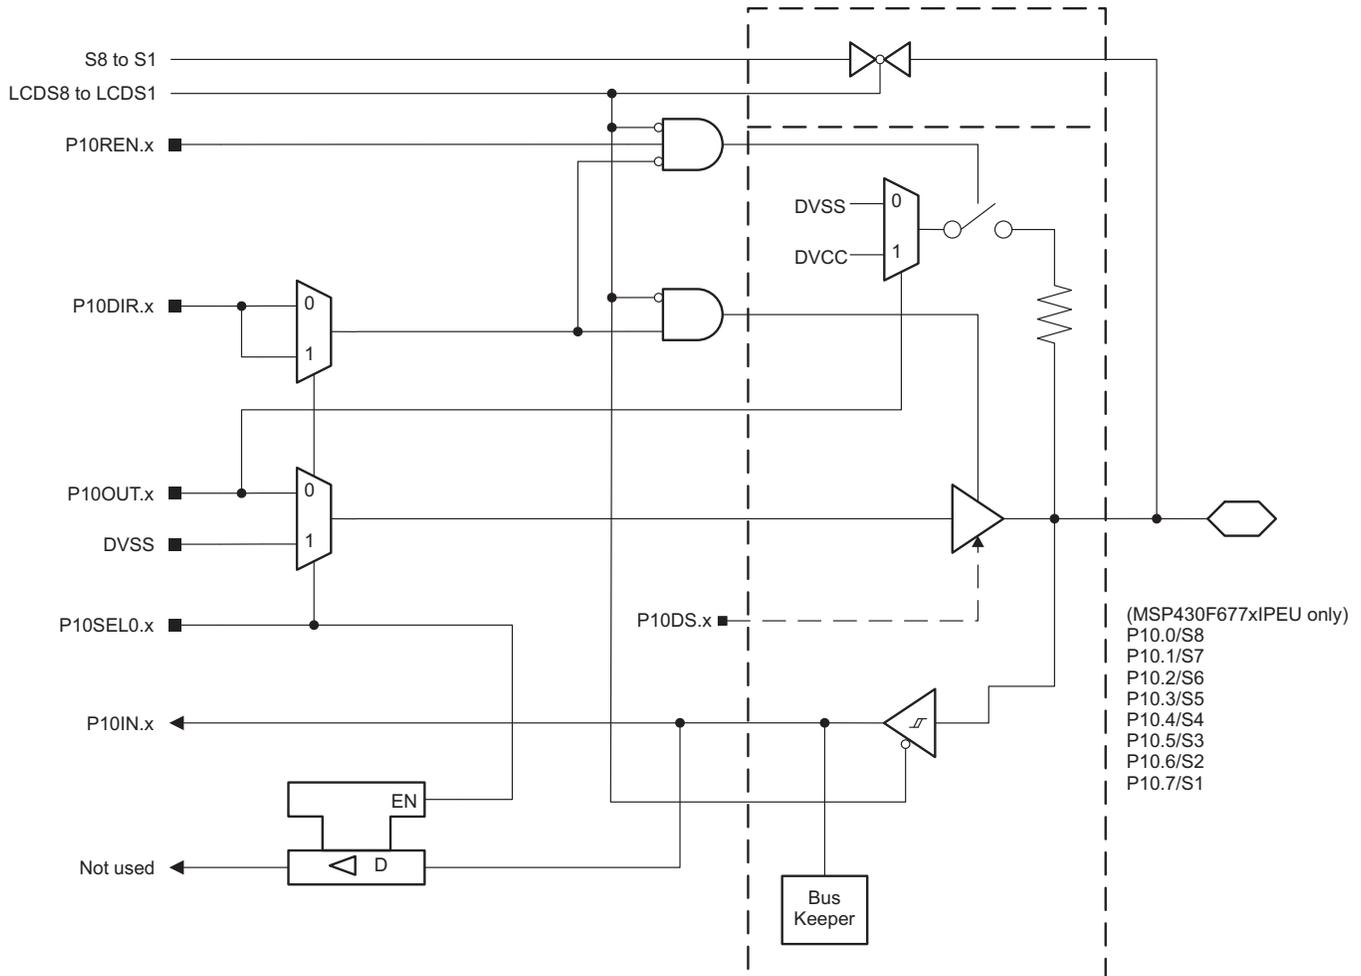 S8 to S1
LCDS8 to LCDS1
P10REN.x
DVSS
0
DVCC
1
P10DIR.x
0
1
P10OUT.x
0
DVSS
1
P10SEL0.x
P10DS.x
(MSP430F677xIPEU only)
P10.0/S8
P10.1/S7
P10.2/S6
P10.3/S5
P10.4/S4
P10.5/S3
P10.6/S2
P10.7/S1
P10IN.x
EN
Not used
D
Bus
Keeper